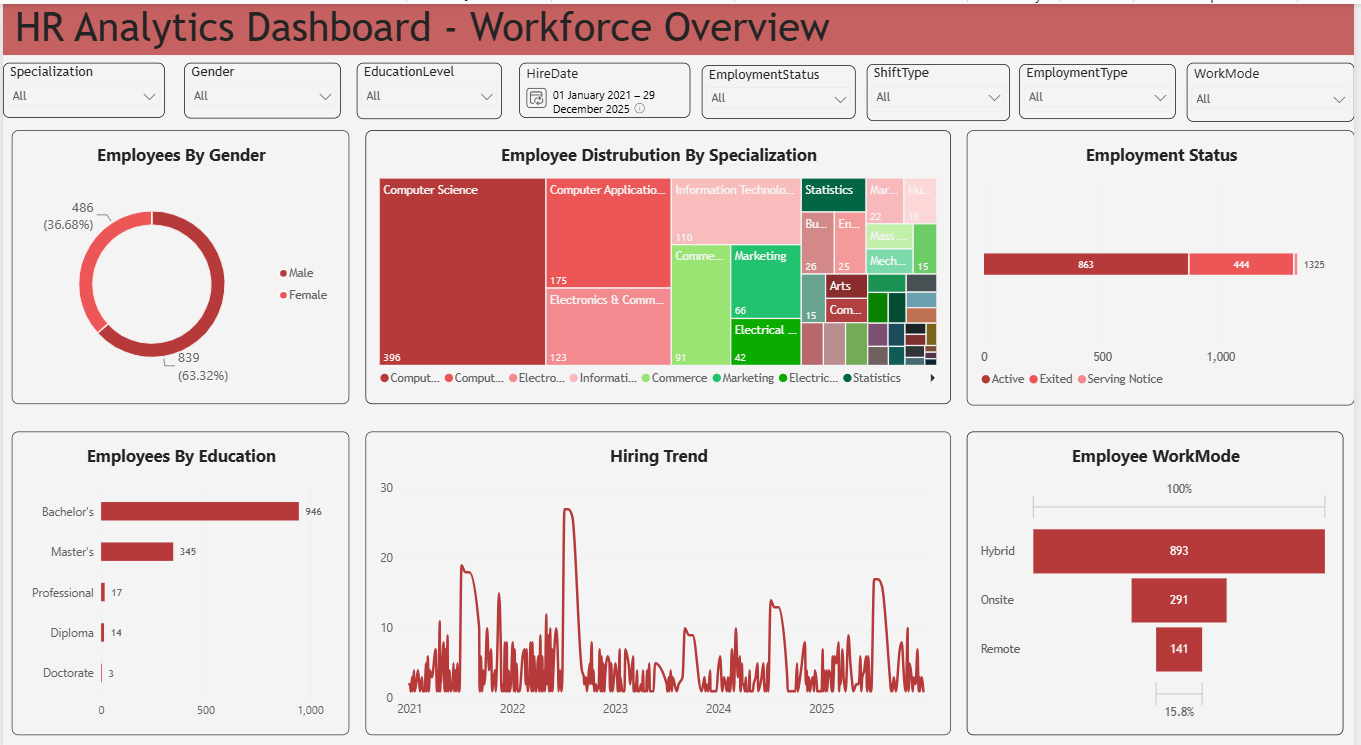 HR Analytics Dashboard - Workforce Overview
Specialization
All
Gender
All
EducationLevel
All
HireDate
01 January 2021 – 29
December 2025
EmploymentStatus
All
ShiftType
All
EmploymentType
All
WorkMode
All
Employees By Gender
486
(36.68%)
839
(63.32%)
Male
Female
Employee Distrubution By Specialization
Computer Science
396
Computer Applicatio...
175
Electronics & Comm...
123
Information Technolo...
110
Comme...
91
Marketing
66
Electrical ...
42
Statistics
Bu...
26
En...
25
Mar...
22
Hu...
19
Mass ...
Mech...
15
15
Arts
Com...
Comput...
Comput...
Electro...
Informati...
Commerce
Marketing
Electric...
Statistics
Employment Status
863
444
1325
0
500
1,000
Active
Exited
Serving Notice
Employees By Education
Bachelor's
946
Master's
345
Professional
17
Diploma
14
Doctorate
3
0
500
1,000
Hiring Trend
30
20
10
0
2021
2022
2023
2024
2025
Employee WorkMode
100%
Hybrid
893
Onsite
291
Remote
141
15.8%